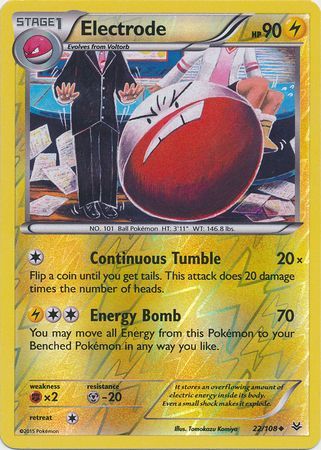 STAGE1
Electrode
HP 90
Evolves from Voltorb
NO. 101 Ball Pokémon HT: 3'11" WT: 146.8 lbs.
Continuous Tumble 20×
Flip a coin until you get tails. This attack does 20 damage
times the number of heads.
Energy Bomb 70
You may move all Energy from this Pokémon to your
Benched Pokémon in any way you like.
weakness
×2
resistance
-20
retreat
It stores an overflowing amount of
electric energy inside its body.
Even a small shock makes it explode.
©2015 Pokémon
Illus. Tomokazu Komiya
22/108